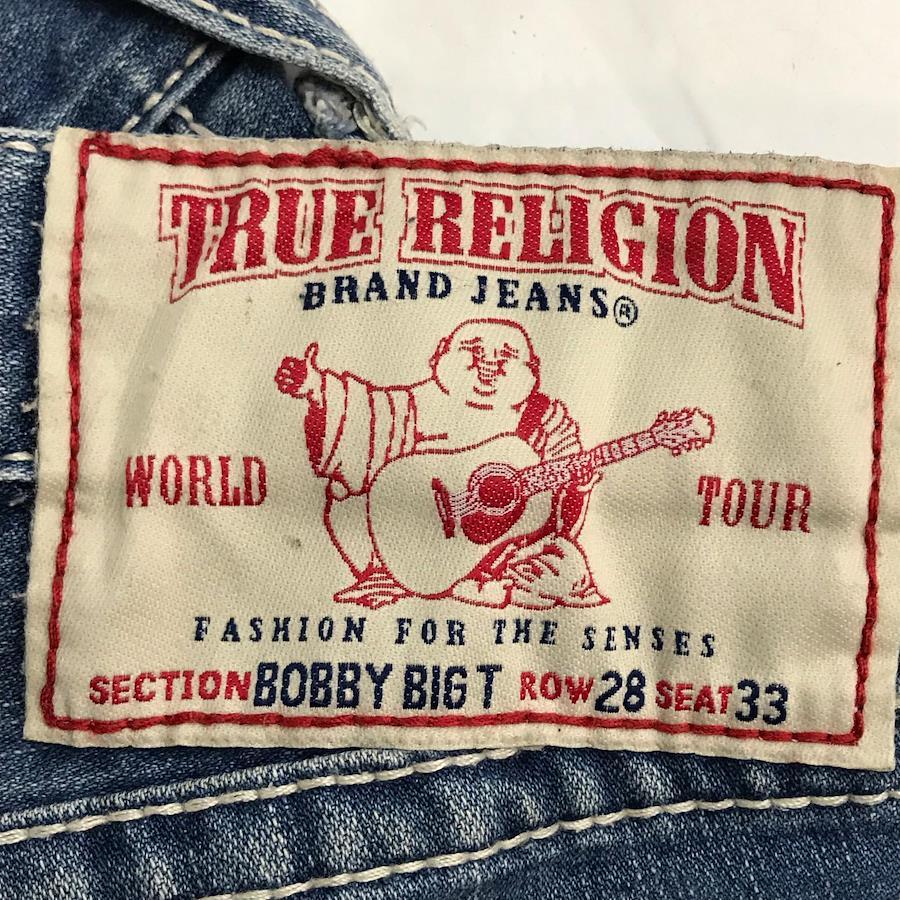 TRUE RELIGION
BRAND JEANS®
WORLD TOUR
FASHION FOR THE SENSES
SECTION BOBBY BIG T ROW 28 SEAT 33